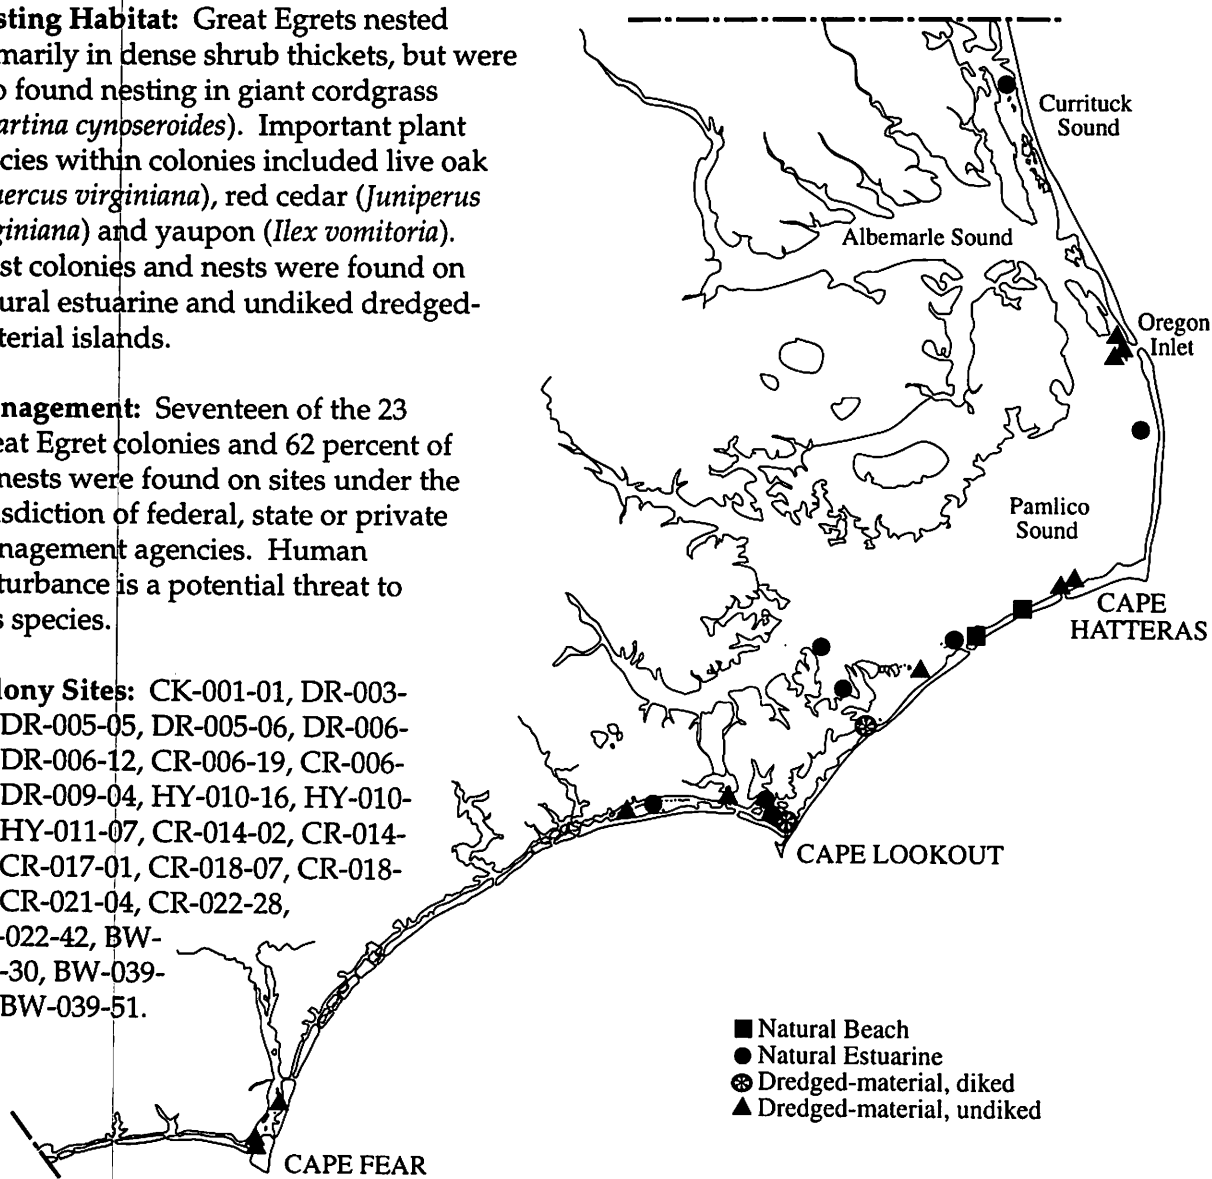 sting Habitat: Great Egrets nested
marily in dense shrub thickets, but were
o found nesting in giant cordgrass
artina cynoseroides). Important plant
cies within colonies included live oak
uercus virginiana), red cedar (Juniperus
giniana) and yaupon (Ilex vomitoria).
st colonies and nests were found on
ural estuarine and undiked dredged-
terial islands.
nagement: Seventeen of the 23
eat Egret colonies and 62 percent of
nests were found on sites under the
isdiction of federal, state or private
nagement agencies. Human
turbance is a potential threat to
s species.
lony Sites: CK-001-01, DR-003-
DR-005-05, DR-005-06, DR-006-
DR-006-12, CR-006-19, CR-006-
DR-009-04, HY-010-16, HY-010-
HY-011-07, CR-014-02, CR-014-
CR-017-01, CR-018-07, CR-018-
CR-021-04, CR-022-28,
-022-42, BW-
-30, BW-039-
BW-039-51.
Currituck
Sound
Albemarle Sound
Oregon
Inlet
Pamlico
Sound
CAPE
HATTERAS
CAPE LOOKOUT
CAPE FEAR
Natural Beach
Natural Estuarine
Dredged-material, diked
Dredged-material, undiked